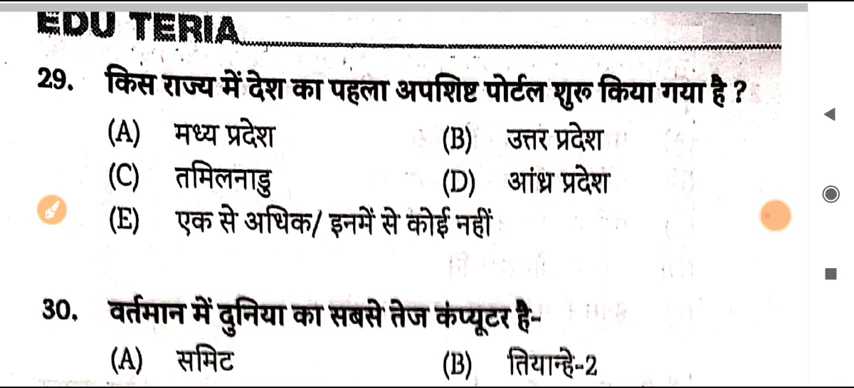 EDU TERIA
29. किस राज्य में देश का पहला अपशिष्ट पोर्टल शुरू किया गया है ?
(A) मध्य प्रदेश (B) उत्तर प्रदेश
(C) तमिलनाडु (D) आंध्र प्रदेश
(E) एक से अधिक/ इनमें से कोई नहीं
30. वर्तमान में दुनिया का सबसे तेज कंप्यूटर है-
(A) समिट (B) तियान्हे-2